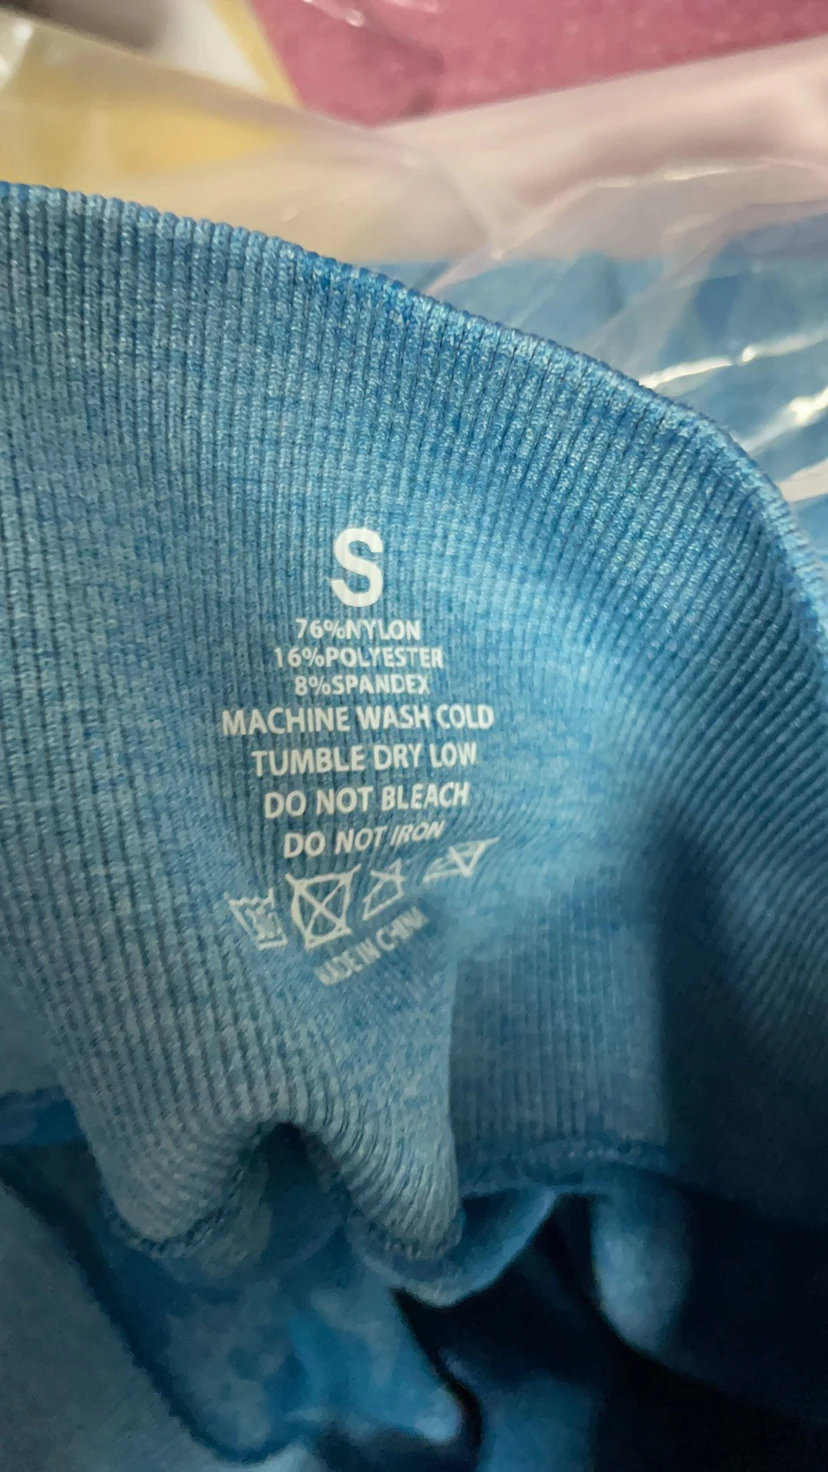 S
76%NYLON
16%POLYESTER
8%SPANDEX
MACHINE WASH COLD
TUMBLE DRY LOW
DO NOT BLEACH
DO NOT IRON
MADE IN CHINA